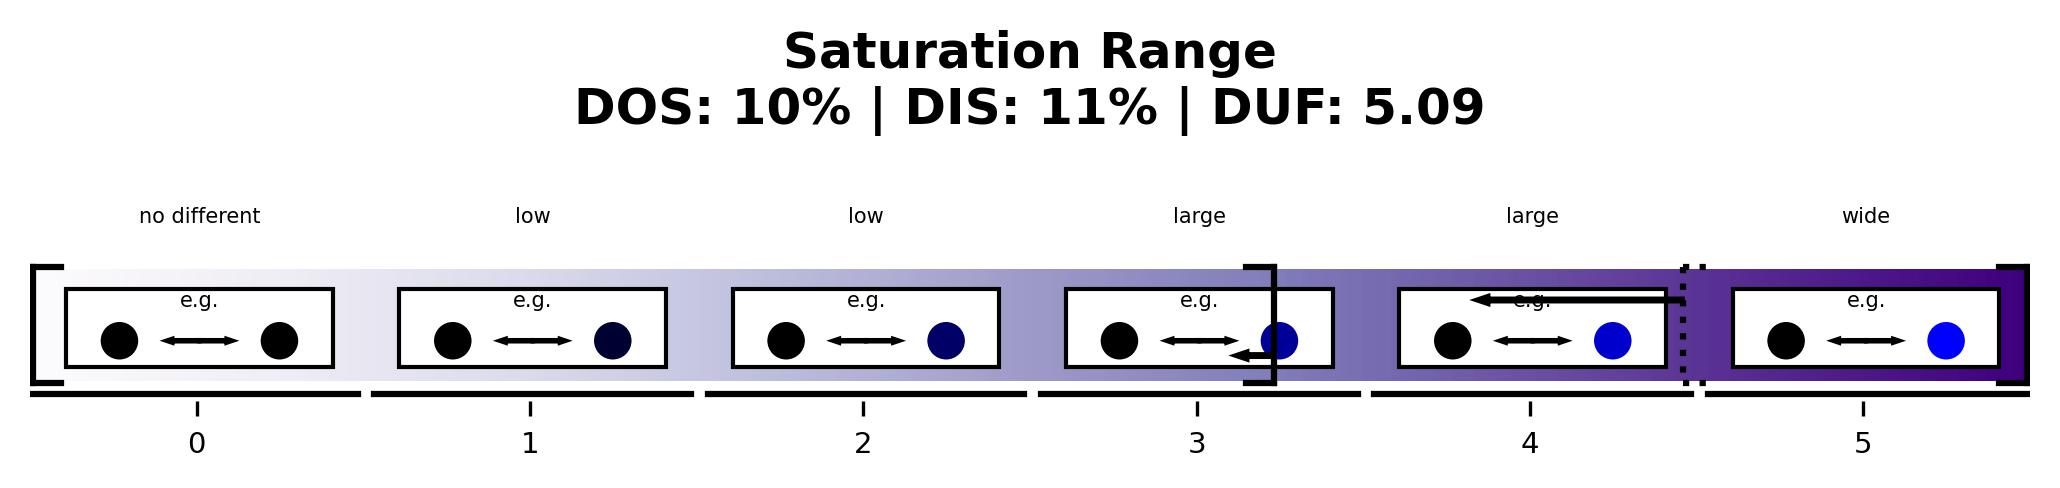 Saturation Range
DOS: 10% | DIS: 11% | DUF: 5.09
no different low low large large wide
e.g. e.g. e.g. e.g. e.g. e.g.
0 1 2 3 4 5